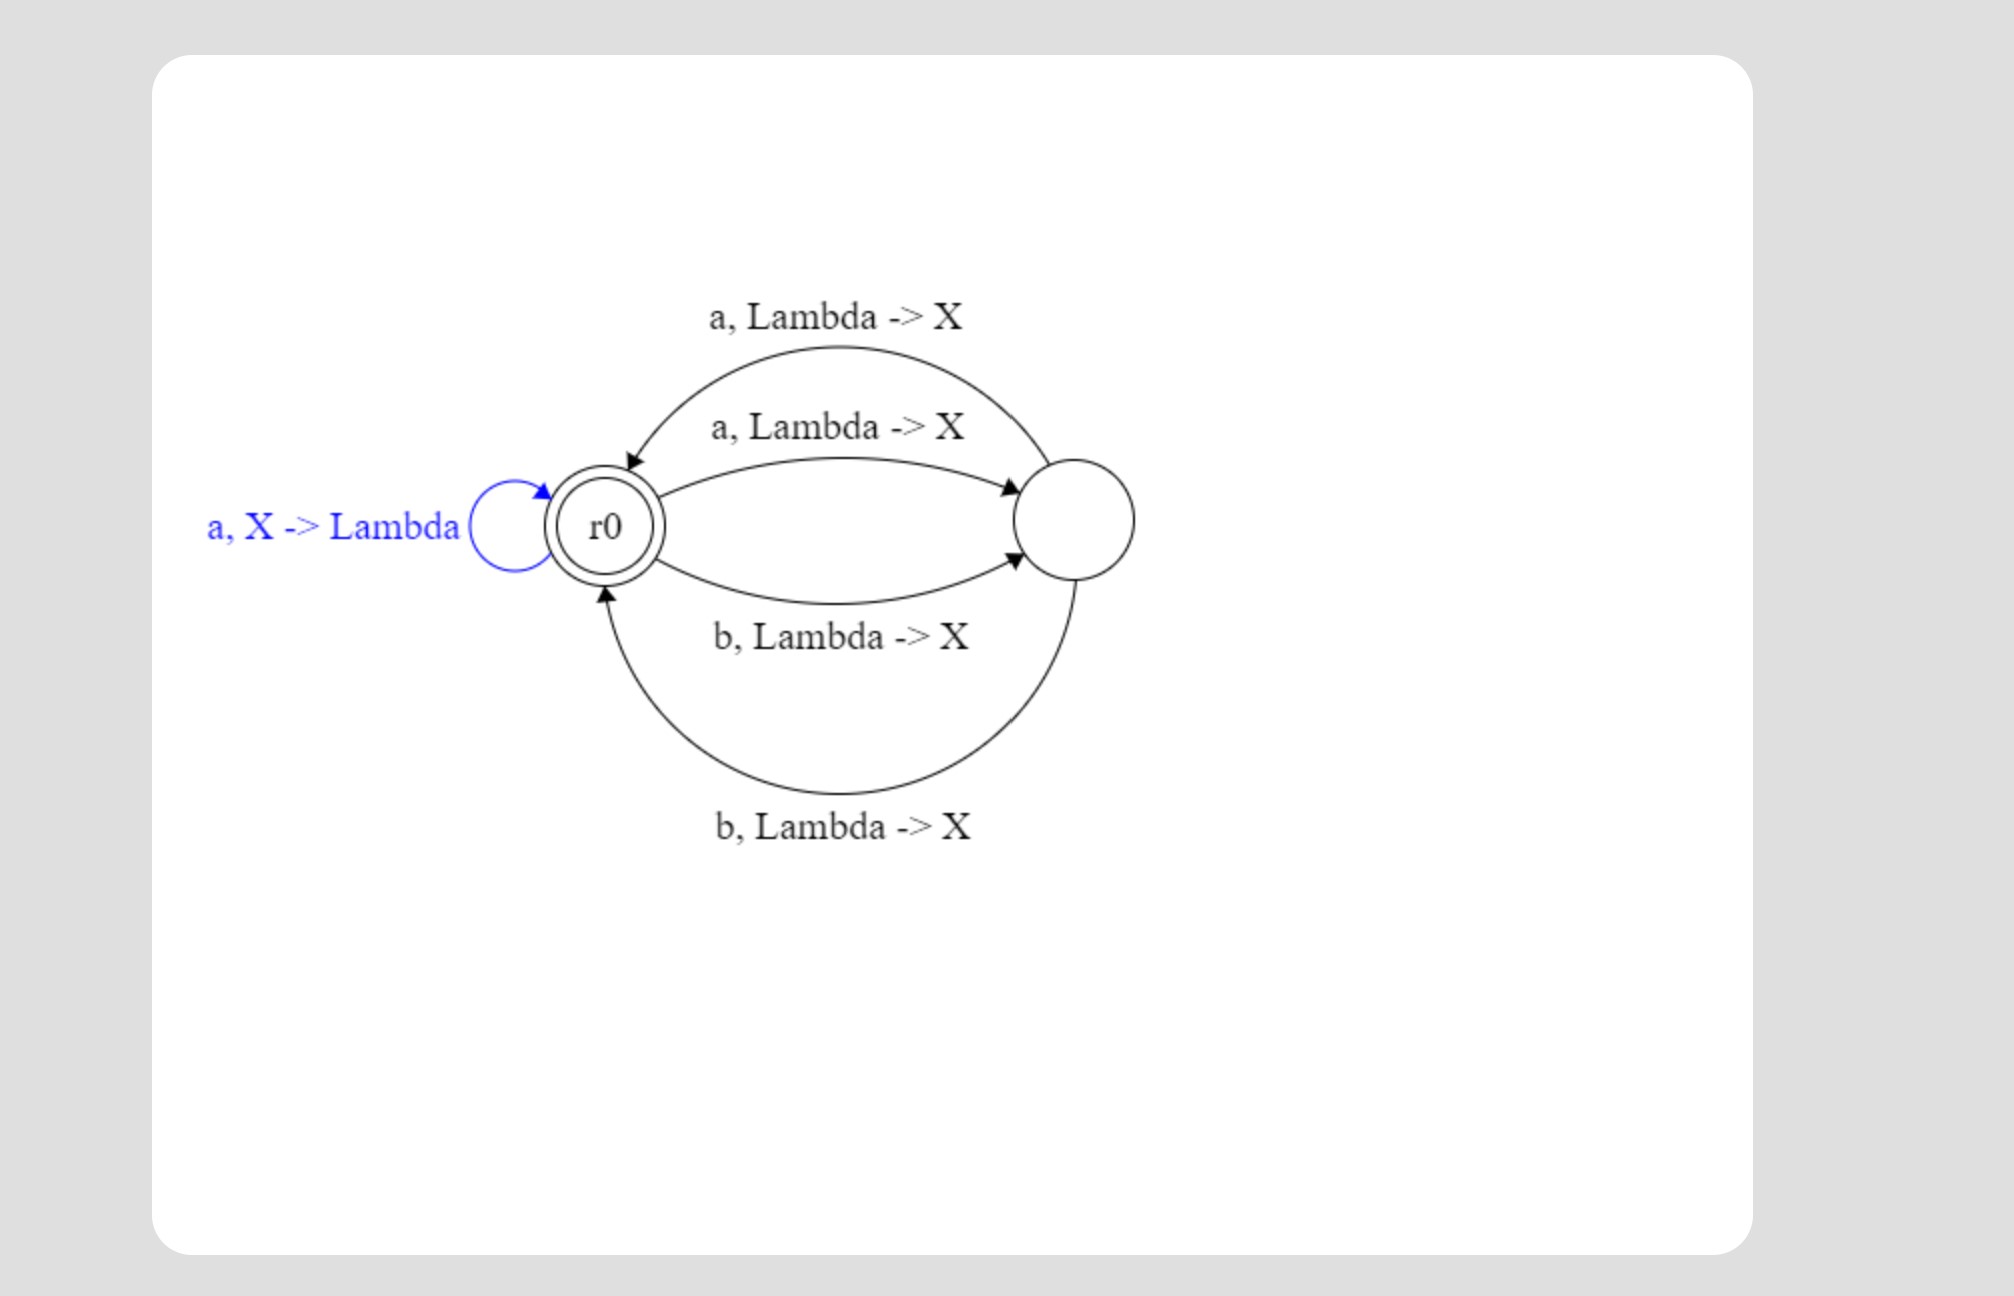 a, Lambda -> X
a, Lambda -> X
a, X -> Lambda
r0
b, Lambda -> X
b, Lambda -> X